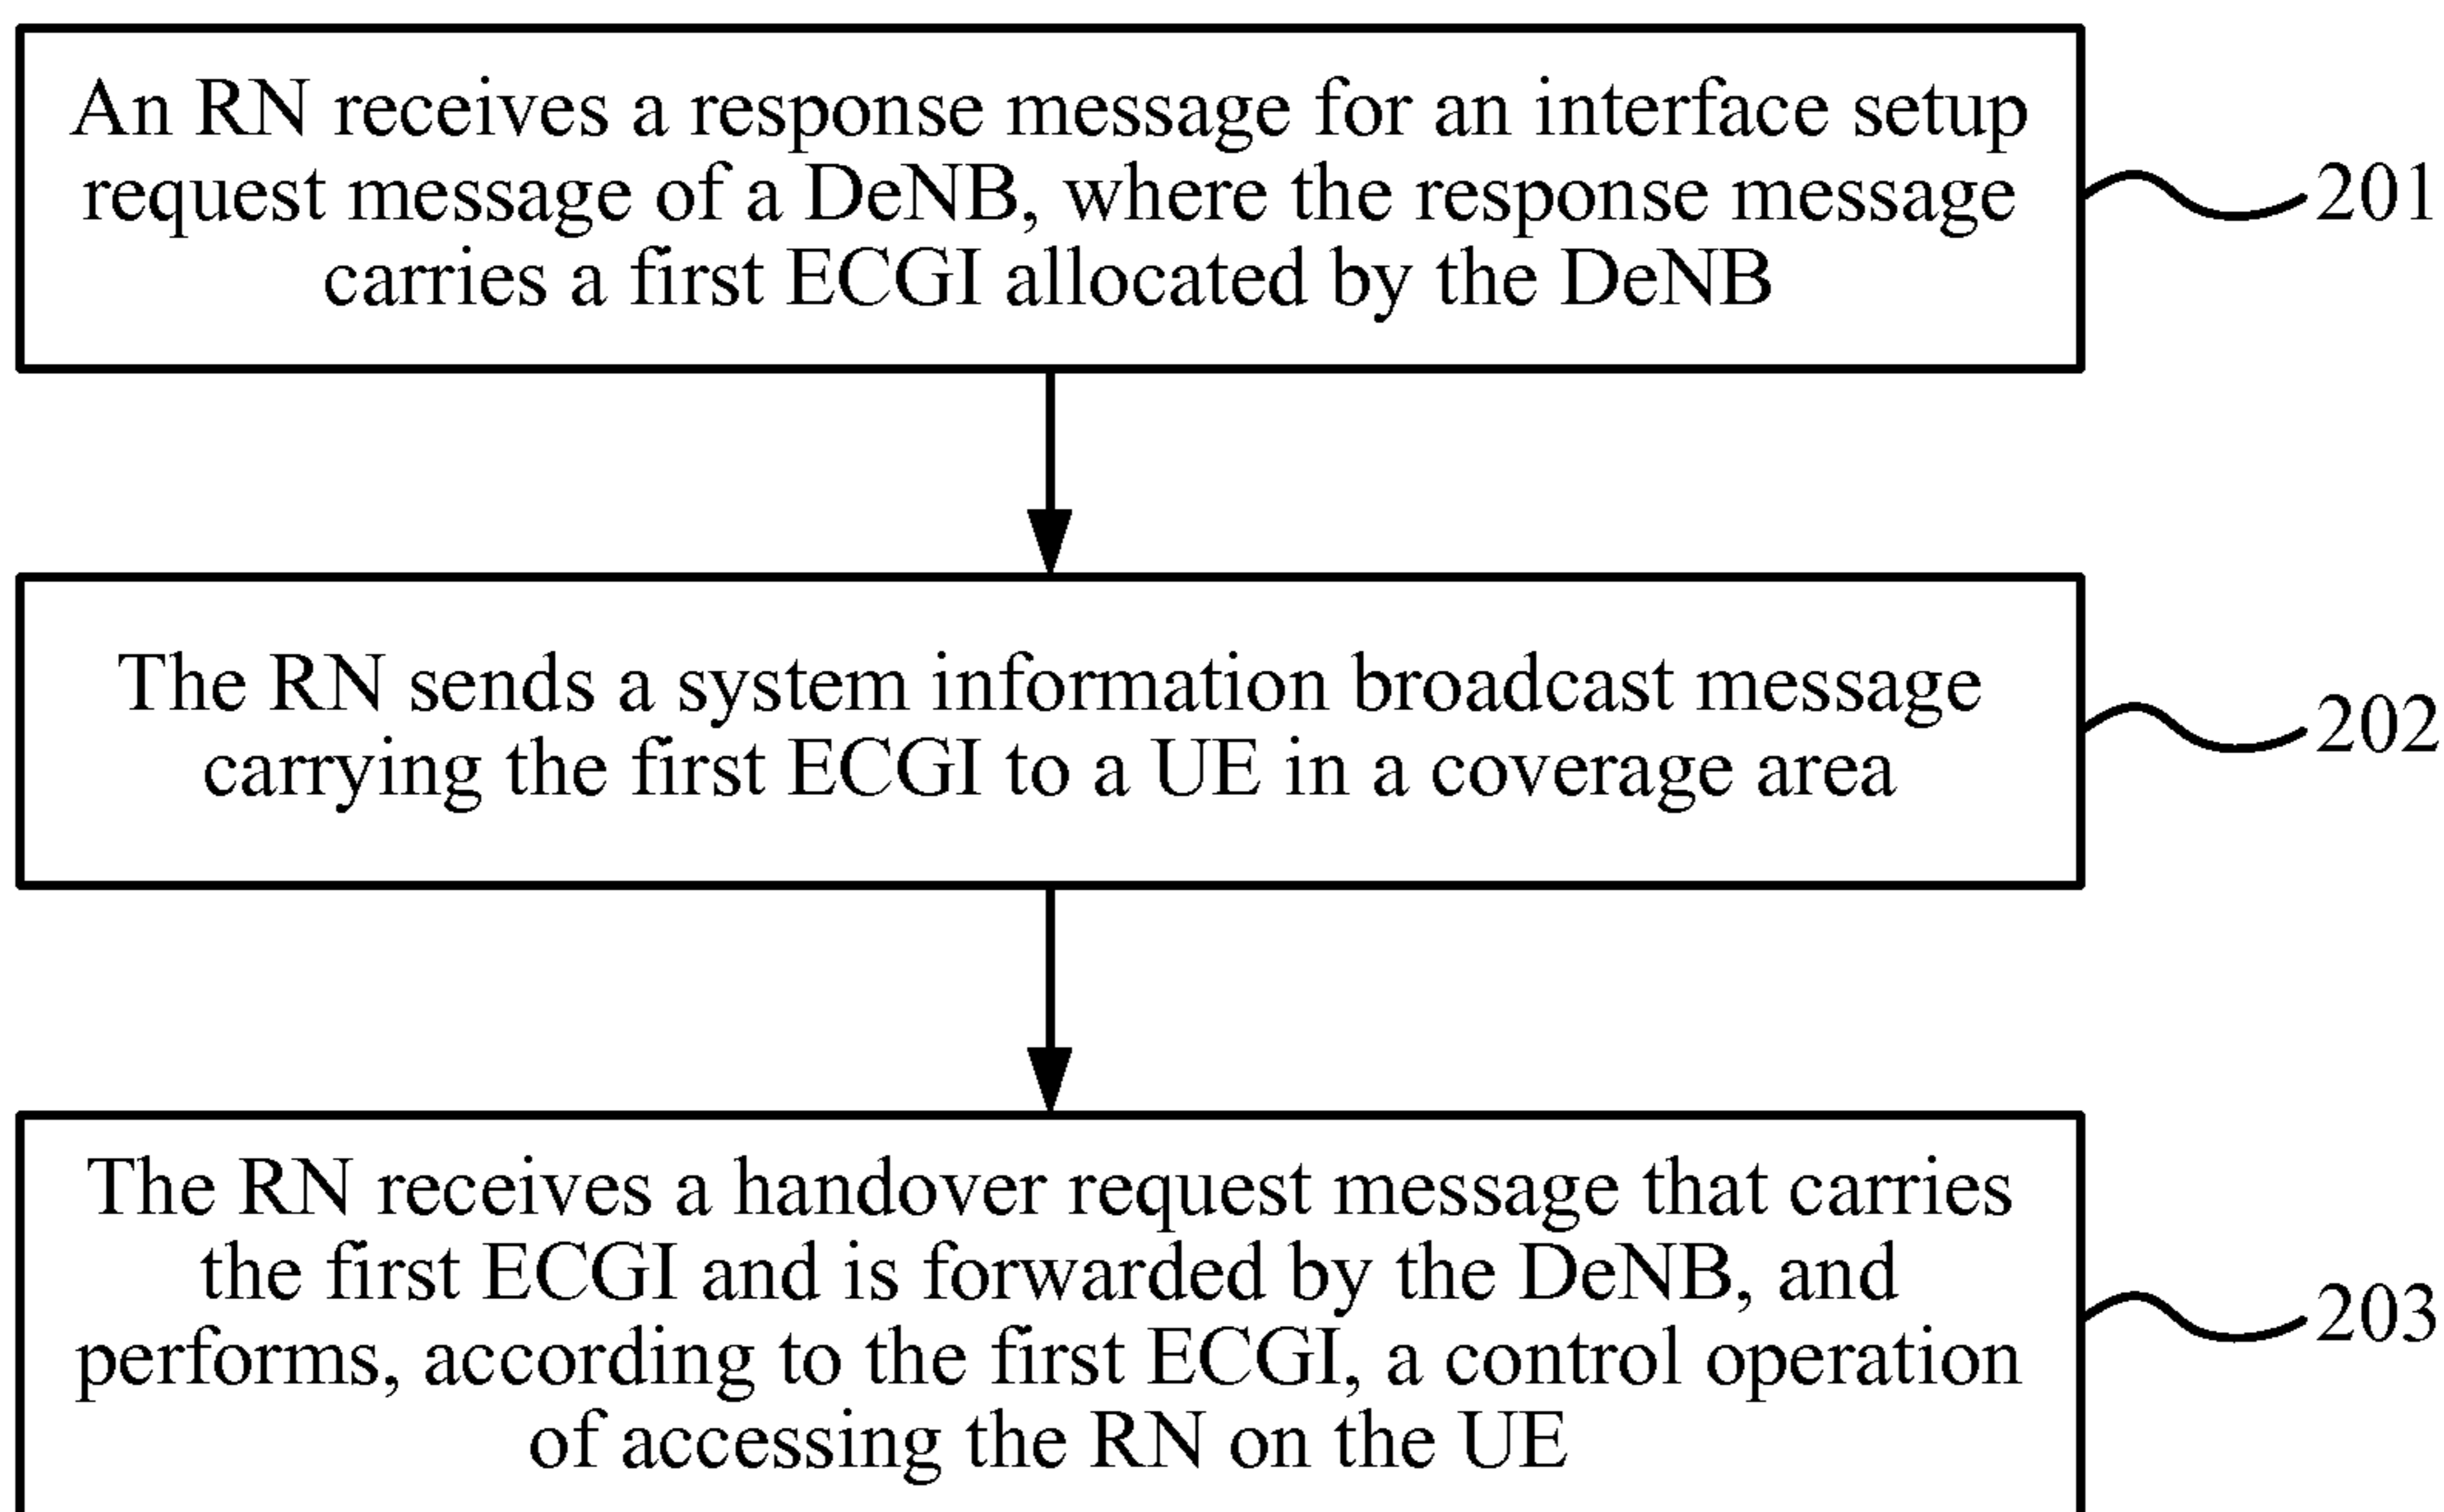 An RN receives a response message for an interface setup
request message of a DeNB, where the response message
carries a first ECGI allocated by the DeNB
201
The RN sends a system information broadcast message
carrying the first ECGI to a UE in a coverage area
202
The RN receives a handover request message that carries
the first ECGI and is forwarded by the DeNB, and
performs, according to the first ECGI, a control operation
of accessing the RN on the UE
203